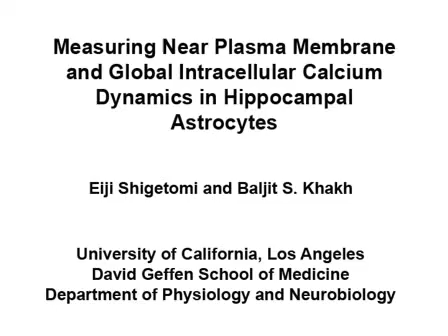 Measuring Near Plasma Membrane
and Global Intracellular Calcium
Dynamics in Hippocampal
Astrocytes
Eiji Shigetomi and Baljit S. Khakh
University of California, Los Angeles
David Geffen School of Medicine
Department of Physiology and Neurobiology